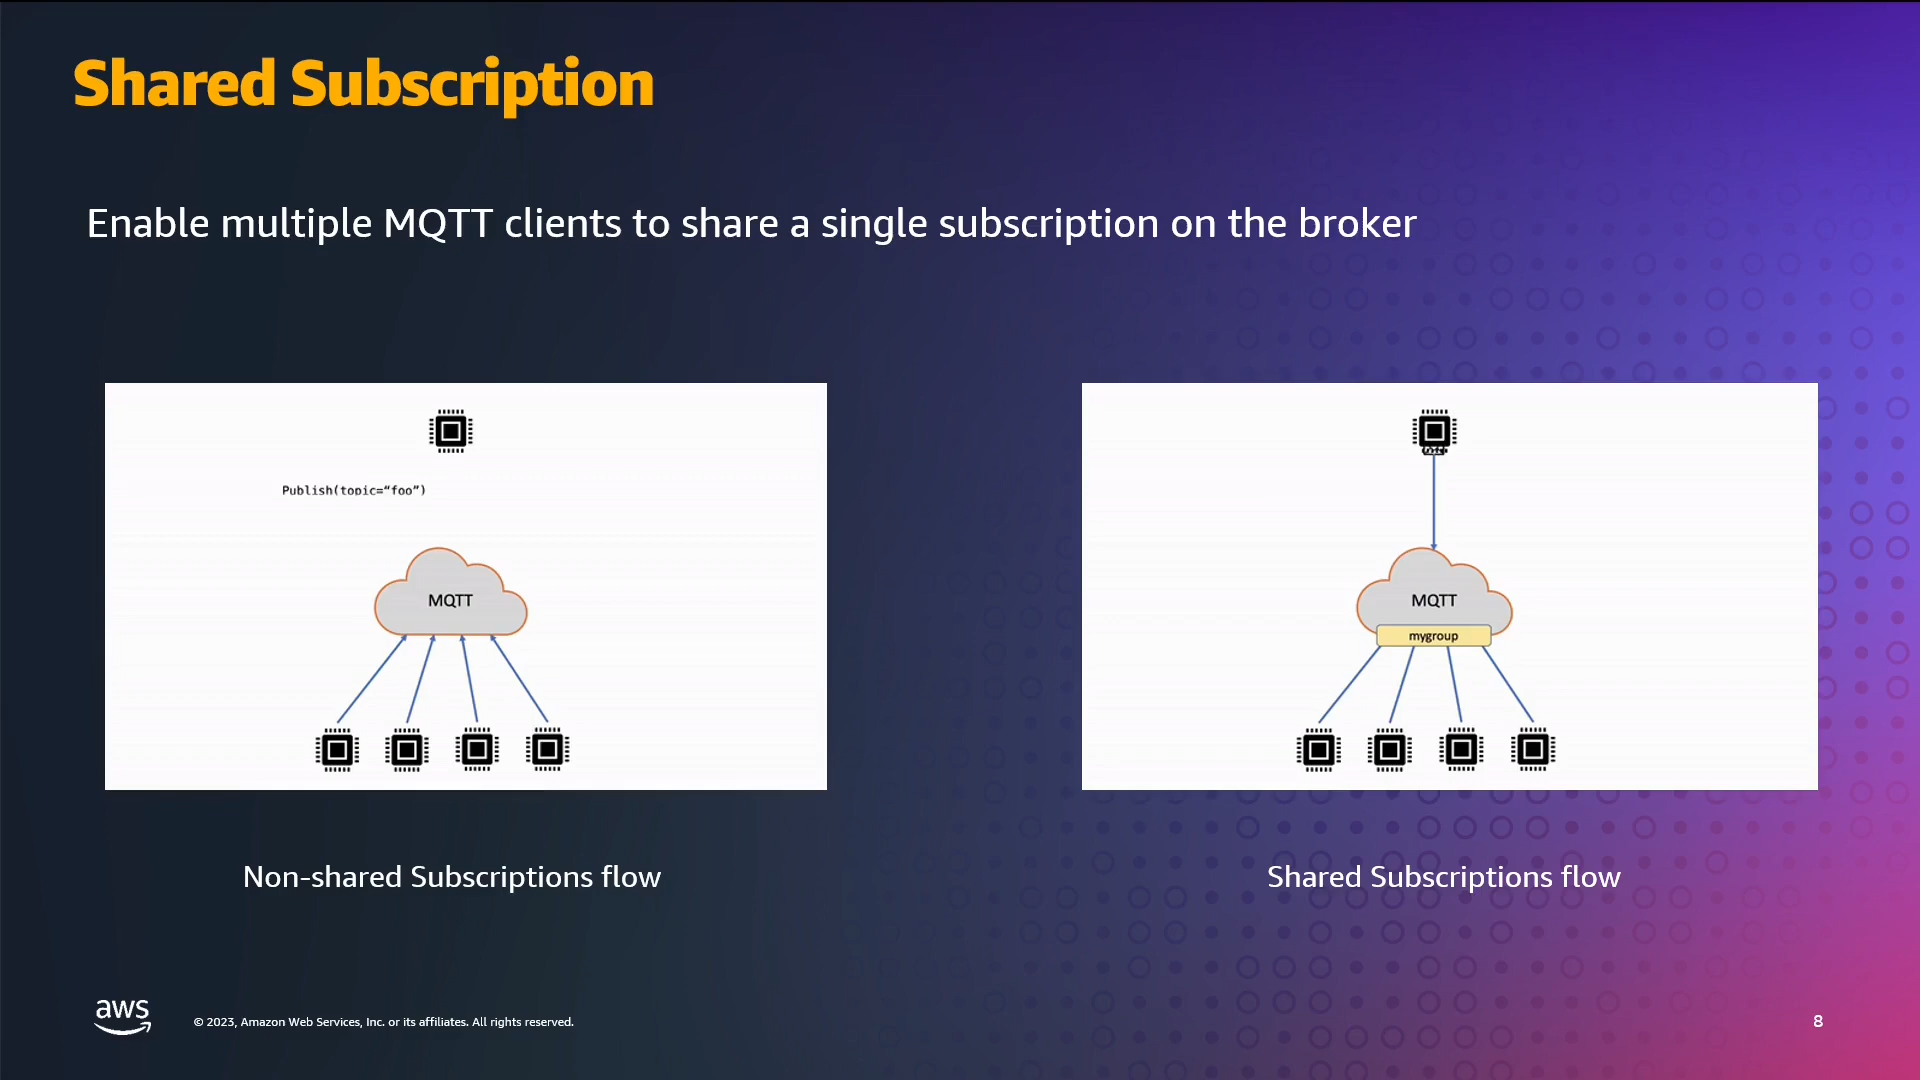 Shared Subscription
Enable multiple MQTT clients to share a single subscription on the broker
Publish(topic=“foo”)
MQTT
MQTT
mygroup
Non-shared Subscriptions flow
Shared Subscriptions flow
aws
© 2023, Amazon Web Services, Inc. or its affiliates. All rights reserved.
8